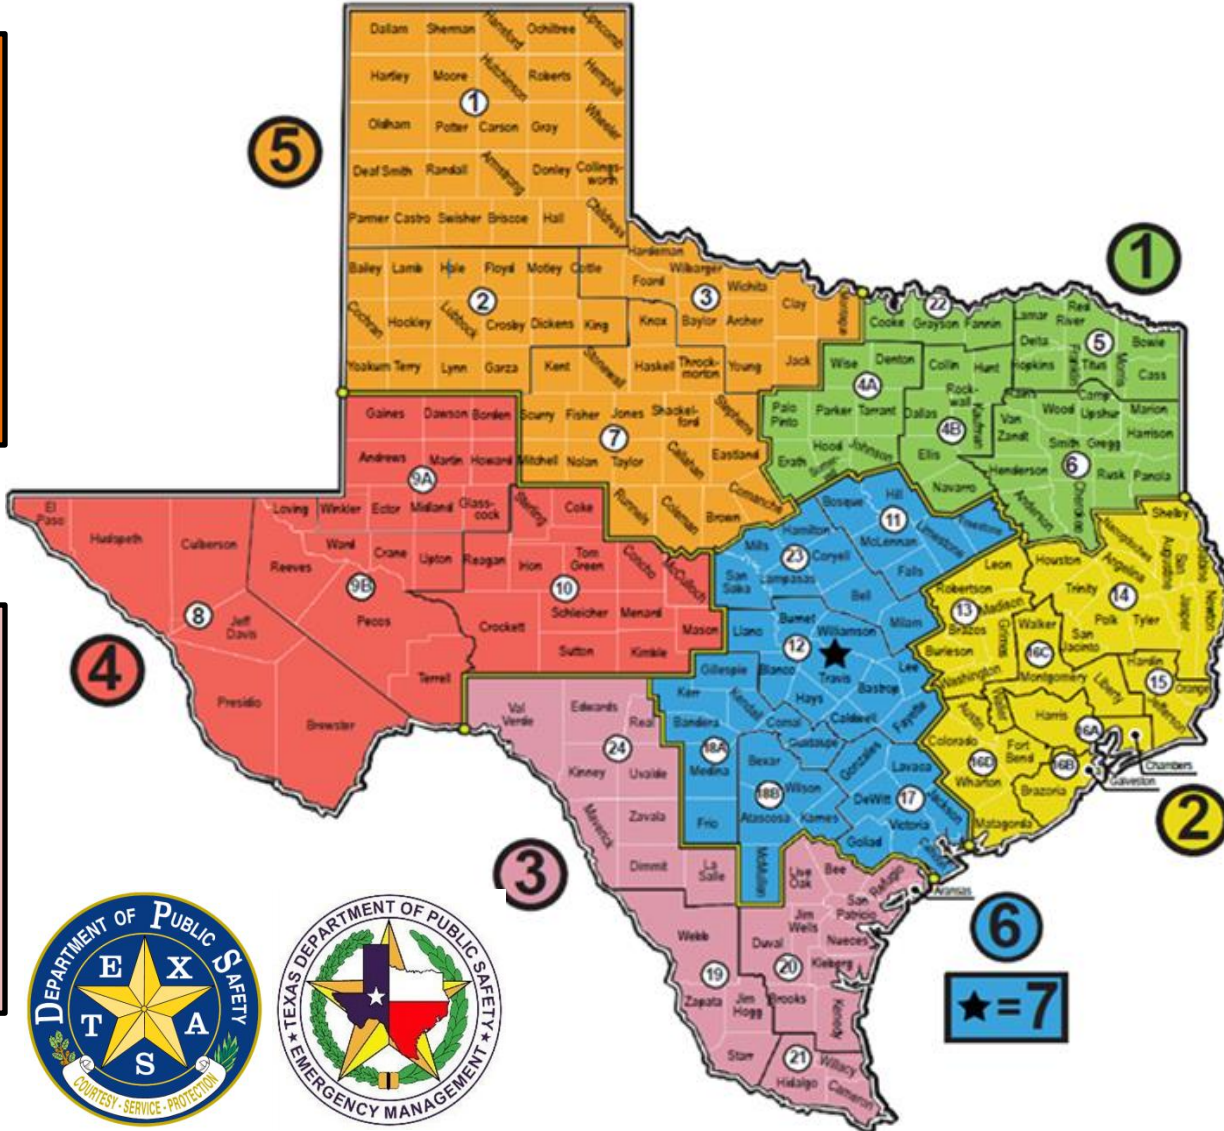 Dallam Sherman Hansford Ochiltree Lipscomb
Hartley Moore Hutchinson Roberts Hemphill
1
Oldham Potter Carson Gray Wheeler
5
Deaf Smith Randall Armstrong Donley Collings-
worth
Parmer Castro Swisher Briscoe Hall Childress
1
Hardeman
Bailey Lamb Hale Floyd Motley Cottle Foard Wilbarger Wichita
2
3
22
Cochran Hockley Lubbock Crosby Dickens King Knox Baylor Archer Clay Montague
Cooke Grayson Fannin Lamar Red
River
Delta 5 Bowie
Yoakum Terry Lynn Garza Kent Stonewall Haskell Throck-
morton Young Jack
Wise Denton Collin Hunt Hopkins Franklin Titus Morris Cass
4A
Rock-
wall Rains Camp
Gaines Dawson Borden Scurry Fisher Jones Shackel-
ford Stephens
Palo
Pinto Parker Tarrant Dallas Kaufman Van
Zandt Wood Upshur Marion
7
4B
Harrison
Andrews Martin Howard Mitchell Nolan Taylor Callahan Eastland
Erath Hood Johnson Ellis Smith Gregg
9A
6
Henderson Rusk Panola
Navarro Anderson Cherokee
El
Paso Loving Winkler Ector Midland Glass-
cock Sterling Coke Runnels Coleman Brown Comanche
Bosque Hill
11
Shelby
Hudspeth Culberson Reeves Ward Crane Upton Reagan Irion Tom
Green Concho McCulloch
Mills Hamilton Coryell McLennan Limestone Freestone
23
San
Saba Lampasas Falls Leon Houston Nacogdoches Angelina San
Augustine Sabine
9B
10
Bell Robertson Trinity 14 Newton
8
Jeff
Davis Pecos Crockett Schleicher Menard Mason
Llano Burnet Williamson Milam
13
Madison Brazos Grimes Walker Polk Tyler Jasper
12
San
Jacinto
4
Sutton Kimble
Burleson 16C
Gillespie Blanco Travis Lee Washington Montgomery Liberty Hardin
15
Orange
Presidio Brewster Terrell
Val
Verde Edwards Real
Kerr Kendall Hays Bastrop Fayette Austin Waller Harris Jefferson
Bandera Comal Caldwell
24
18A
Guadalupe Gonzales Lavaca Colorado Fort
Bend 16A
Chambers
Kinney Uvalde Medina Bexar Wilson
16D
16B
Galveston
18B
DeWitt 17 Jackson Wharton Brazoria
Maverick Zavala Frio Atascosa Karnes Victoria Matagorda
2
Goliad Calhoun
3
Dimmit La
Salle McMullen Live
Oak Bee Refugio
Aransas
San
Patricio
Jim
Wells
6
Webb Duval Nueces
19
20
Kleberg
Zapata Jim
Hogg Brooks Kenedy
★ = 7
Starr
21
Willacy
Hidalgo Cameron
DEPARTMENT OF PUBLIC SAFETY
E X
T A
S
COURTESY - SERVICE - PROTECTION
★ TEXAS DEPARTMENT OF PUBLIC SAFETY ★
EMERGENCY MANAGEMENT